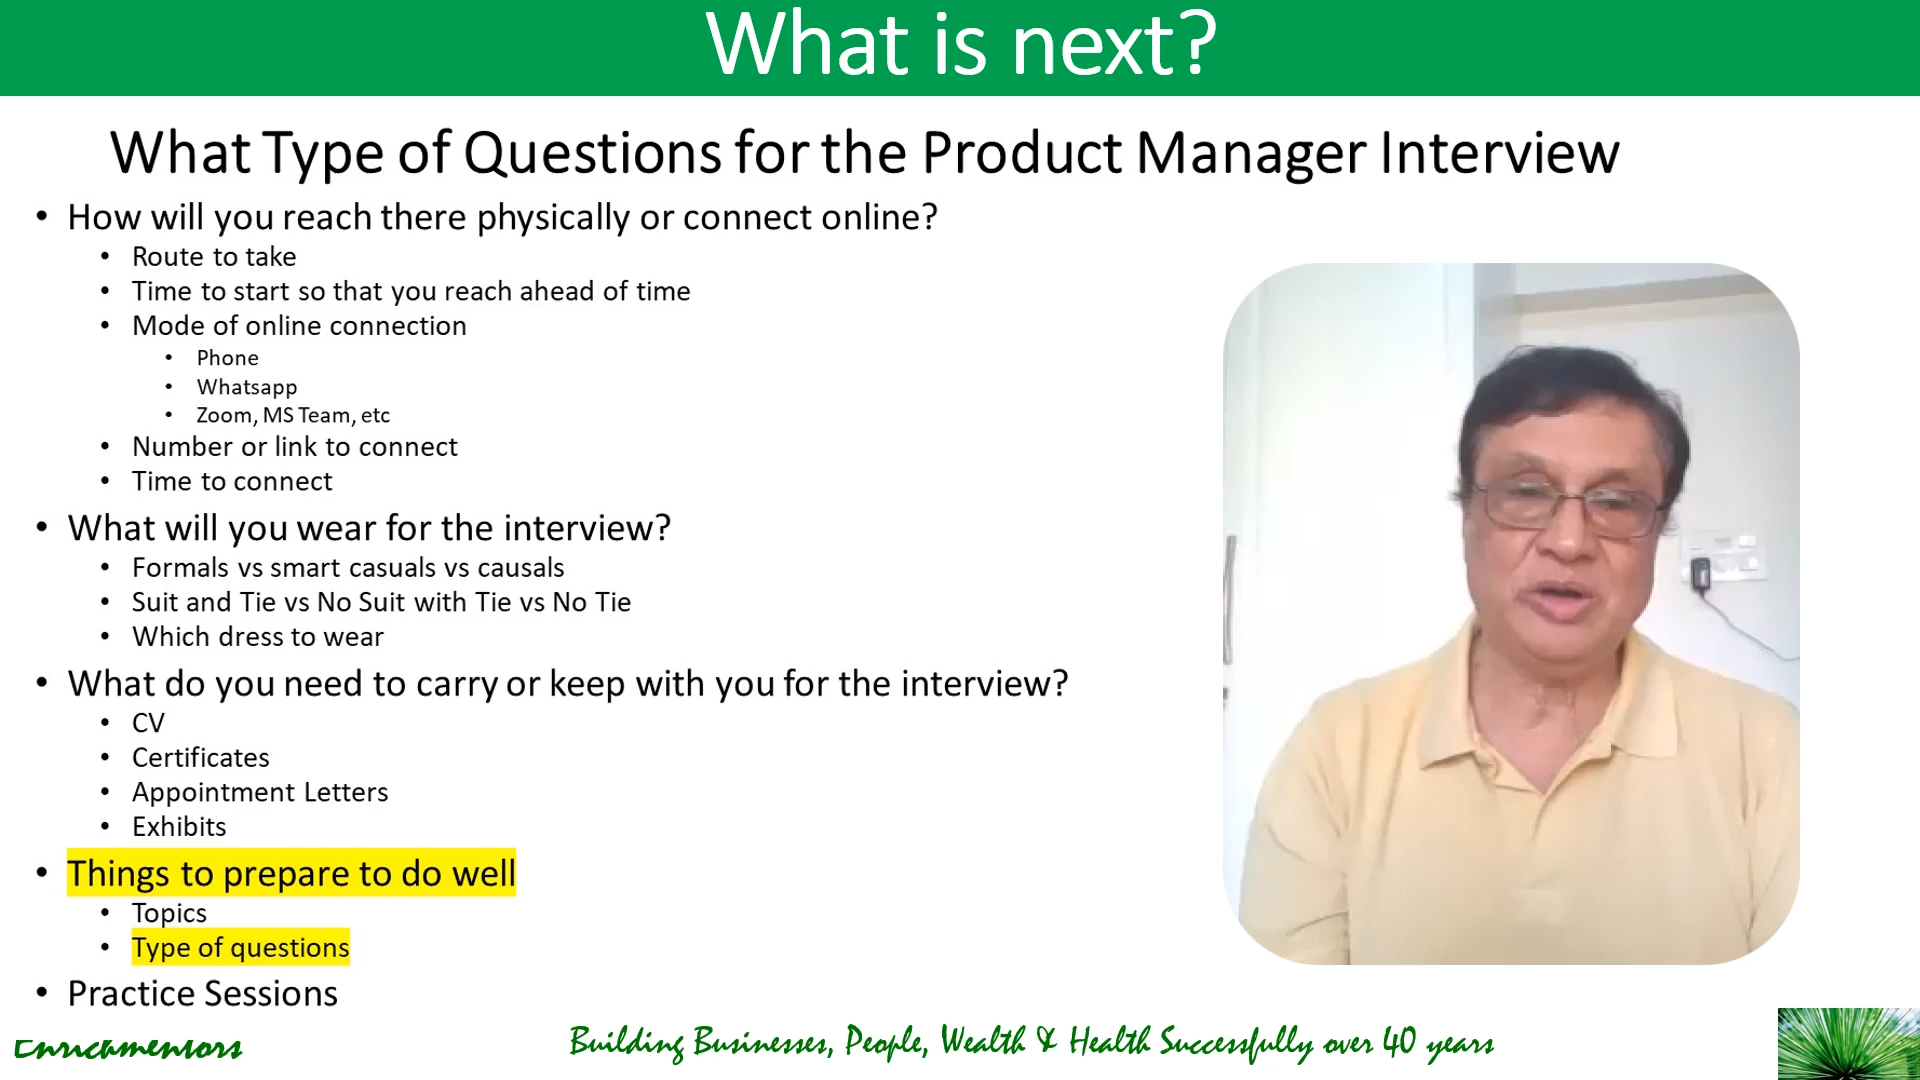 What is next?
What Type of Questions for the Product Manager Interview
• How will you reach there physically or connect online?
• Route to take
• Time to start so that you reach ahead of time
• Mode of online connection
• Phone
• Whatsapp
• Zoom, MS Team, etc
• Number or link to connect
• Time to connect
• What will you wear for the interview?
• Formals vs smart casuals vs causals
• Suit and Tie vs No Suit with Tie vs No Tie
• Which dress to wear
• What do you need to carry or keep with you for the interview?
• CV
• Certificates
• Appointment Letters
• Exhibits
• Things to prepare to do well
• Topics
• Type of questions
• Practice Sessions
Enrichmentors
Building Businesses, People, Wealth & Health Successfully over 40 years